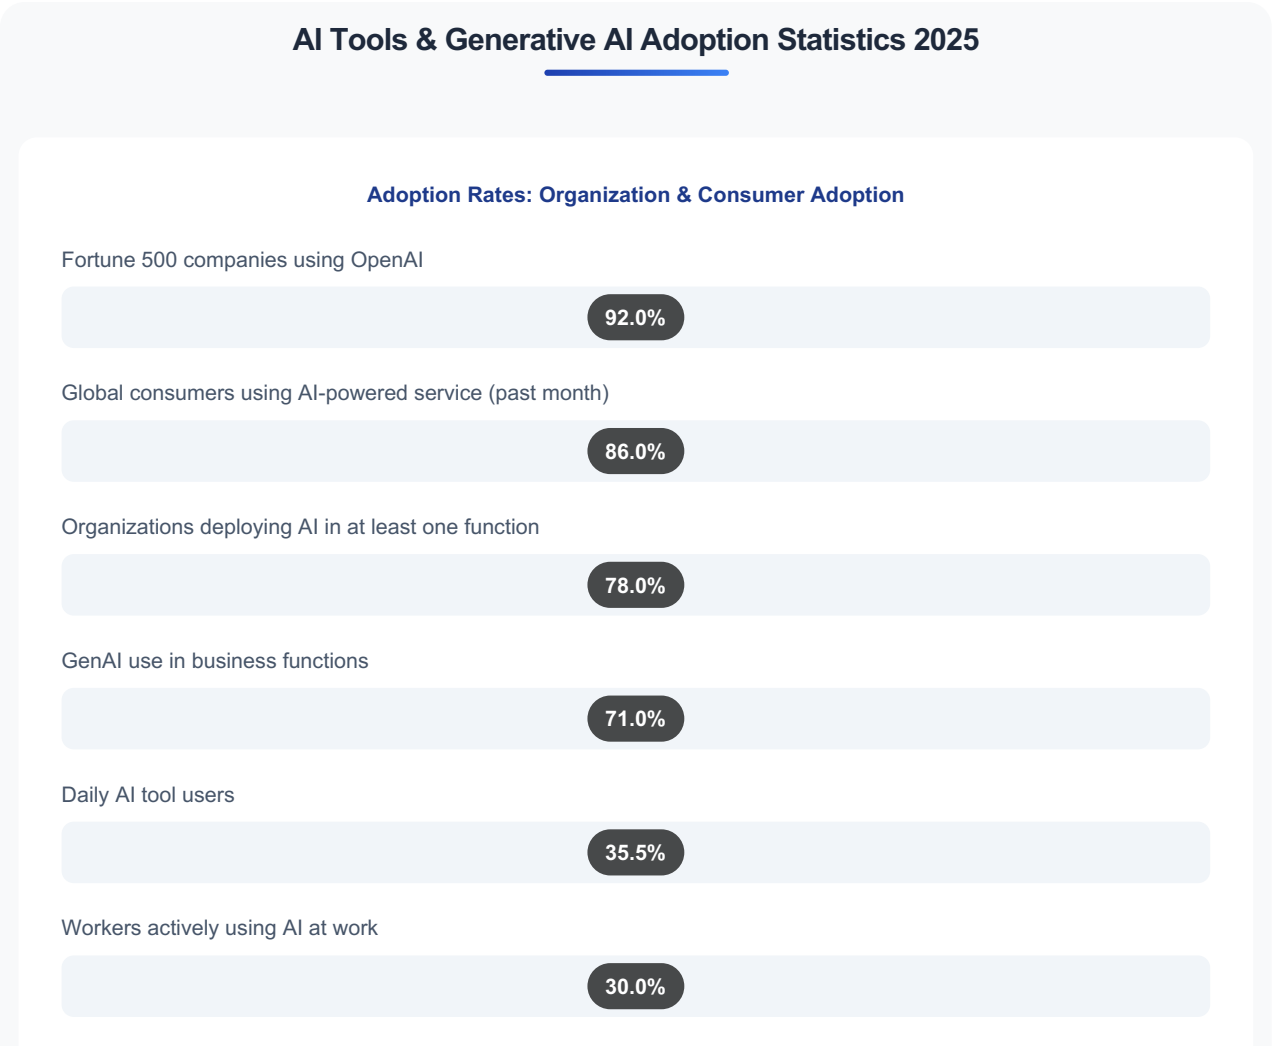 AI Tools & Generative AI Adoption Statistics 2025
Adoption Rates: Organization & Consumer Adoption
Fortune 500 companies using OpenAI
92.0%
Global consumers using AI-powered service (past month)
86.0%
Organizations deploying AI in at least one function
78.0%
GenAI use in business functions
71.0%
Daily AI tool users
35.5%
Workers actively using AI at work
30.0%